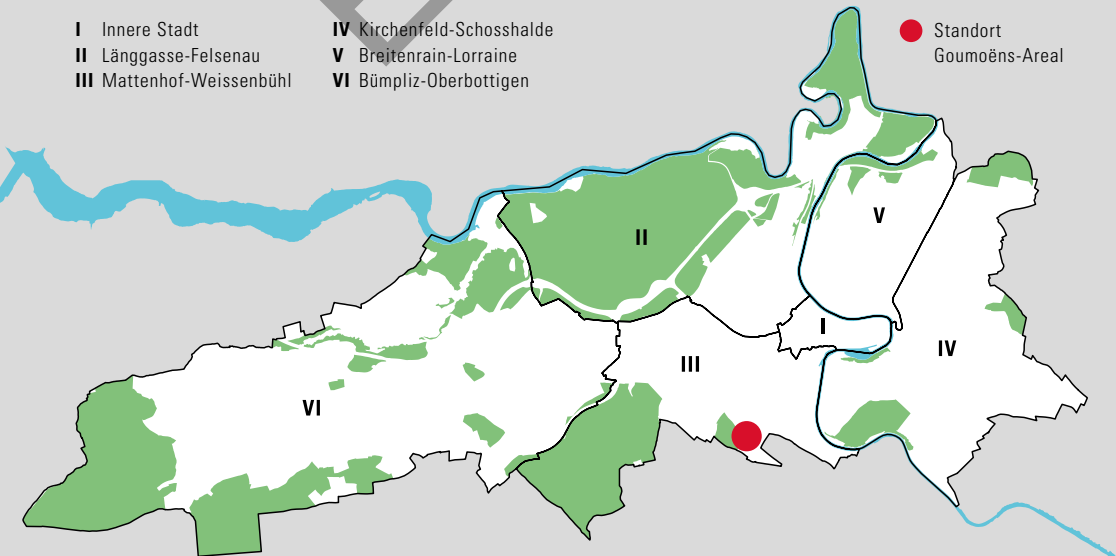 I Innere Stadt
II Länggasse-Felsenau
III Mattenhof-Weissenbühl
IV Kirchenfeld-Schosshalde
V Breitenrain-Lorraine
VI Bümpliz-Oberbottigen
Standort
Goumoëns-Areal
II
V
I
IV
III
VI